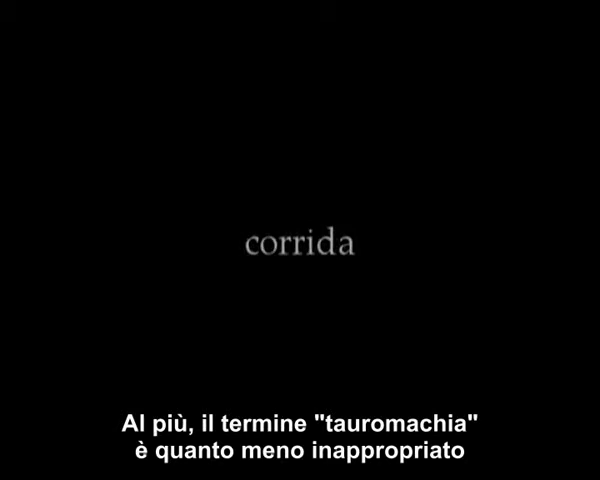 corrida
Al più, il termine "tauromachia"
è quanto meno inappropriato